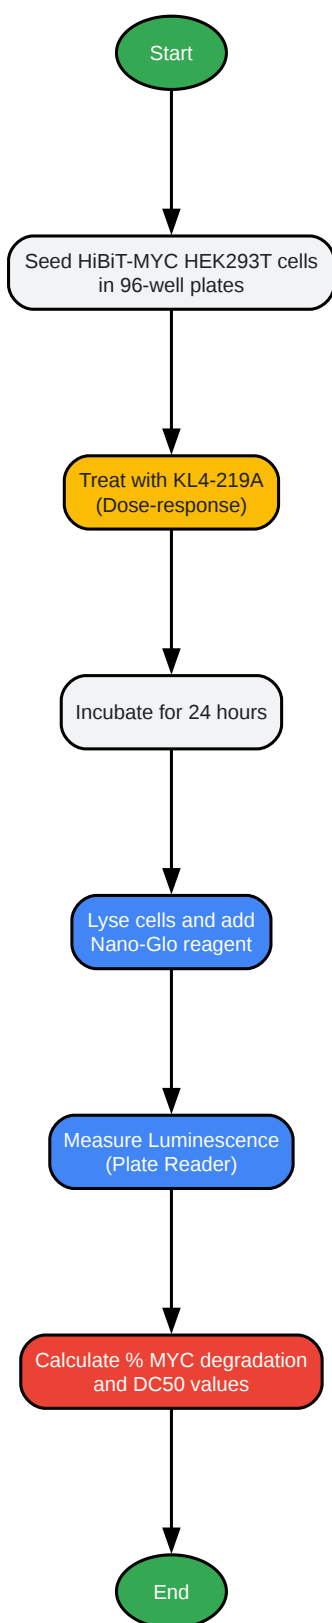 Start
Seed HiBiT-MYC HEK293T cells
in 96-well plates
Treat with KL4-219A
(Dose-response)
Incubate for 24 hours
Lyse cells and add
Nano-Glo reagent
Measure Luminescence
(Plate Reader)
Calculate % MYC degradation
and DC50 values
End